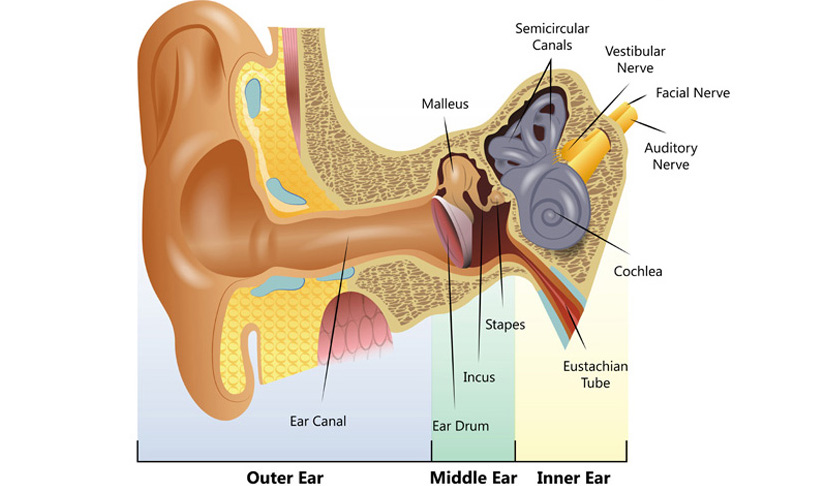 Semicircular
Canals
Vestibular
Nerve
Malleus
Facial Nerve
Auditory
Nerve
Cochlea
Stapes
Eustachian
Tube
Incus
Ear Canal
Ear Drum
Outer Ear
Middle Ear
Inner Ear